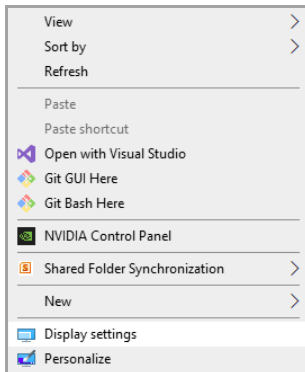 View
Sort by
Refresh
Paste
Paste shortcut
Open with Visual Studio
Git GUI Here
Git Bash Here
NVIDIA Control Panel
Shared Folder Synchronization
New
Display settings
Personalize